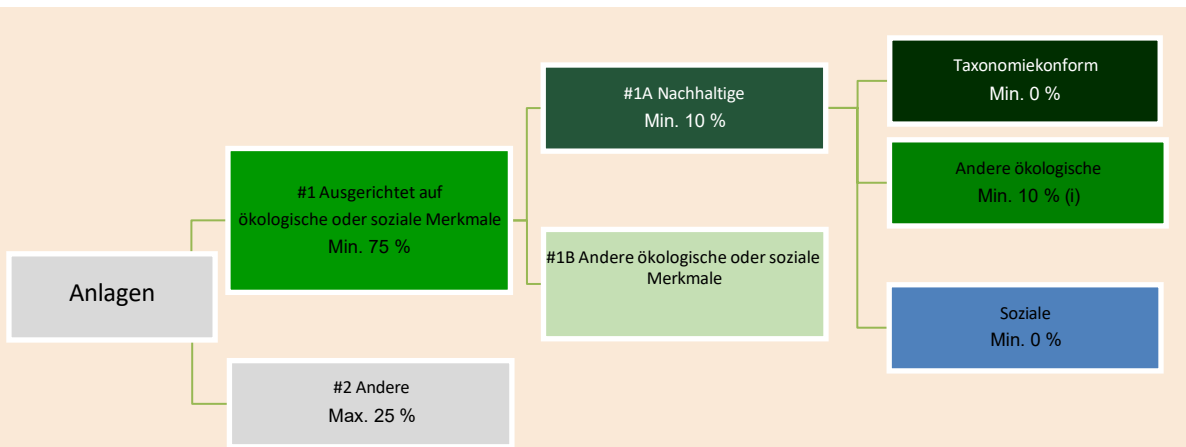 Anlagen
#1 Ausgerichtet auf
ökologische oder soziale Merkmale
Min. 75 %
#2 Andere
Max. 25 %
#1A Nachhaltige
Min. 10 %
#1B Andere ökologische oder soziale
Merkmale
Taxonomiekonform
Min. 0 %
Andere ökologische
Min. 10 % (i)
Soziale
Min. 0 %